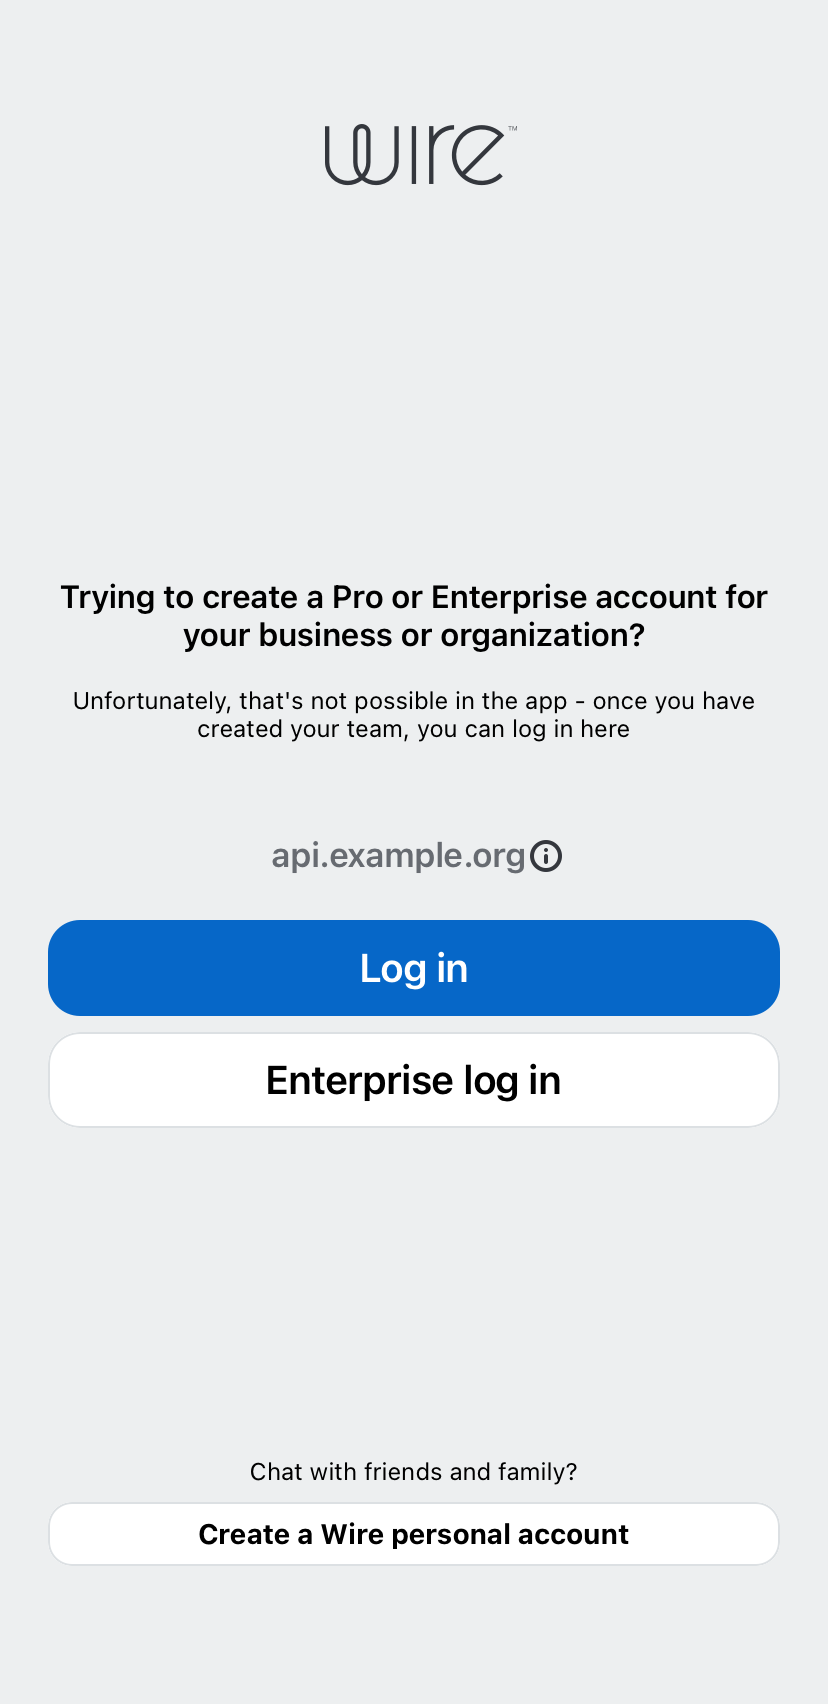 wire™
Trying to create a Pro or Enterprise account for
your business or organization?
Unfortunately, that's not possible in the app - once you have
created your team, you can log in here
api.example.org
Log in
Enterprise log in
Chat with friends and family?
Create a Wire personal account